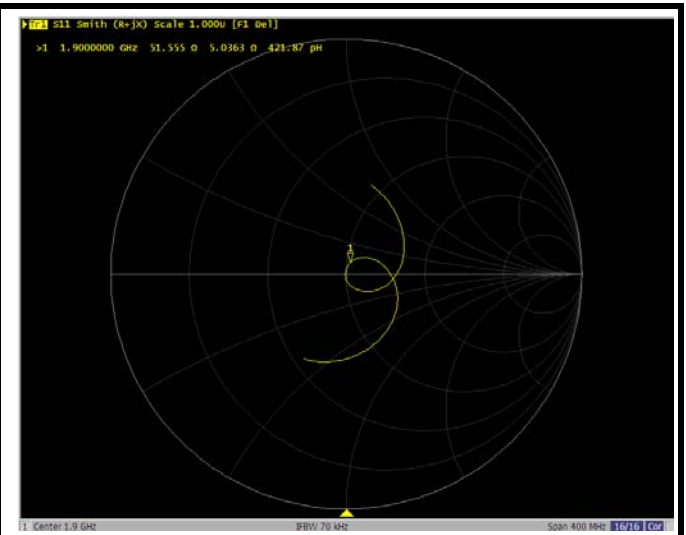 Tr1 S11 Smith (R+jX) Scale 1.000U [F1 Del]
>1 1.9000000 GHz 51.555 Ω 5.0363 Ω 421.87 pH
1
1 Center 1.9 GHz IFBW 70 kHz Span 400 MHz 16/16 Cor